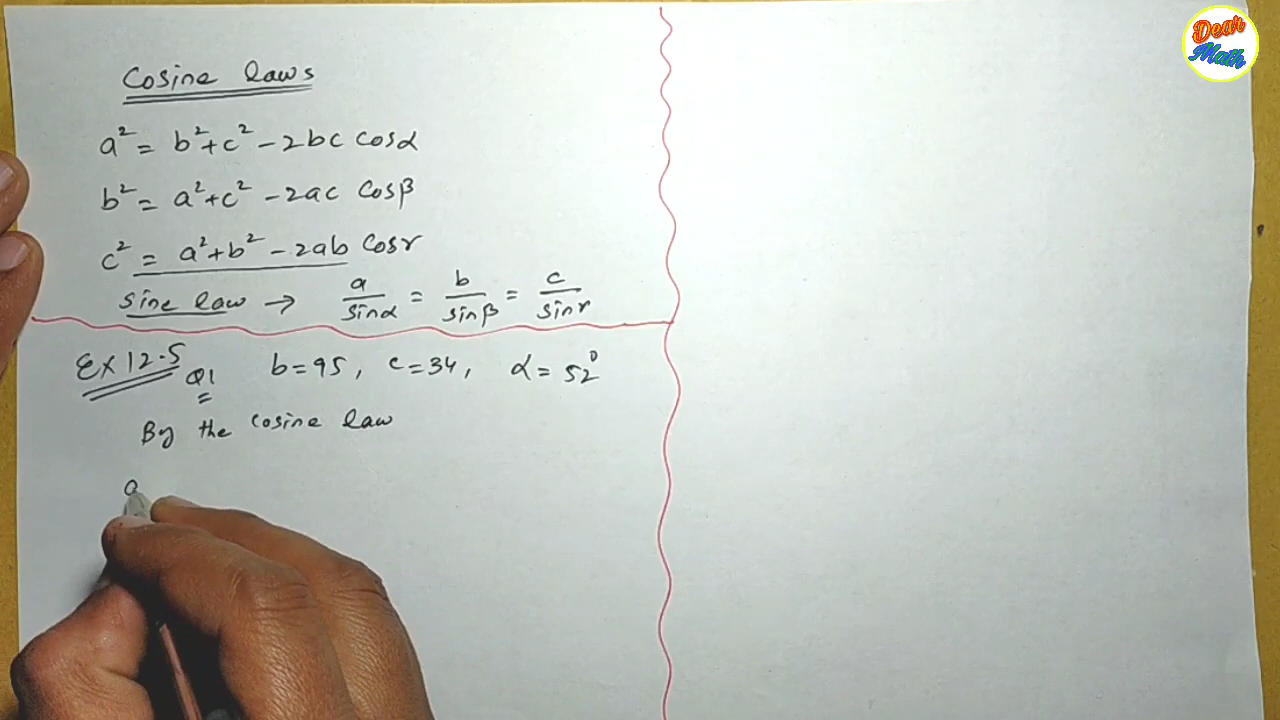 Cosine laws
a² = b²+c² - 2bc cosα
b² = a²+c² - 2ac Cosβ
c² = a²+b² - 2ab Cosγ
sine law → a/sinα = b/sinβ = c/sinγ
Ex 12.5 Q1 b=95, c=34, α=52°
By the cosine law
a
Dear
Math